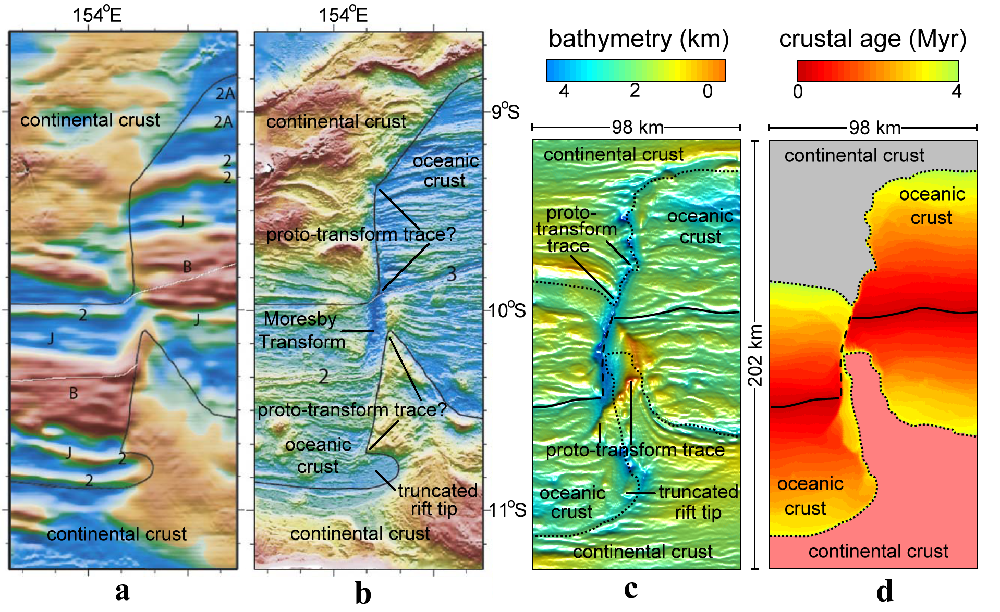 154°E
continental crust
2A
2A
2
2
J
B
2
J
J
B
J
2
2
continental crust
a
154°E
continental crust
oceanic
crust
proto-transform trace?
3
Moresby
Transform
2
proto-transform trace?
oceanic
crust
truncated
rift tip
continental crust
b
9°S
10°S
11°S
bathymetry (km)
4 2 0
98 km
continental crust
proto-
transform
trace
oceanic
crust
proto-transform trace
oceanic
crust
truncated
rift tip
continental crust
202 km
c
crustal age (Myr)
0 4
98 km
continental crust
oceanic
crust
oceanic
crust
continental crust
d